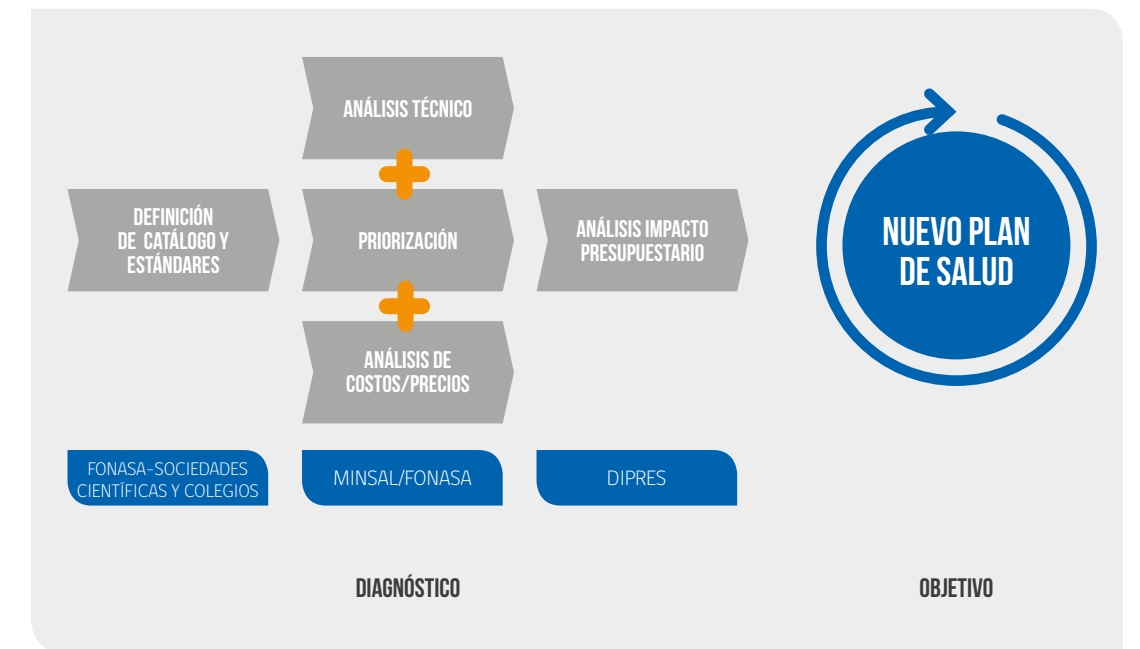 ANÁLISIS TÉCNICO
DEFINICIÓN
DE CATÁLOGO Y
ESTÁNDARES
PRIORIZACIÓN
ANÁLISIS IMPACTO
PRESUPUESTARIO
ANÁLISIS DE
COSTOS/PRECIOS
NUEVO PLAN
DE SALUD
FONASA-SOCIEDADES
CIENTÍFICAS Y COLEGIOS
MINSAL/FONASA
DIPRES
DIAGNÓSTICO
OBJETIVO